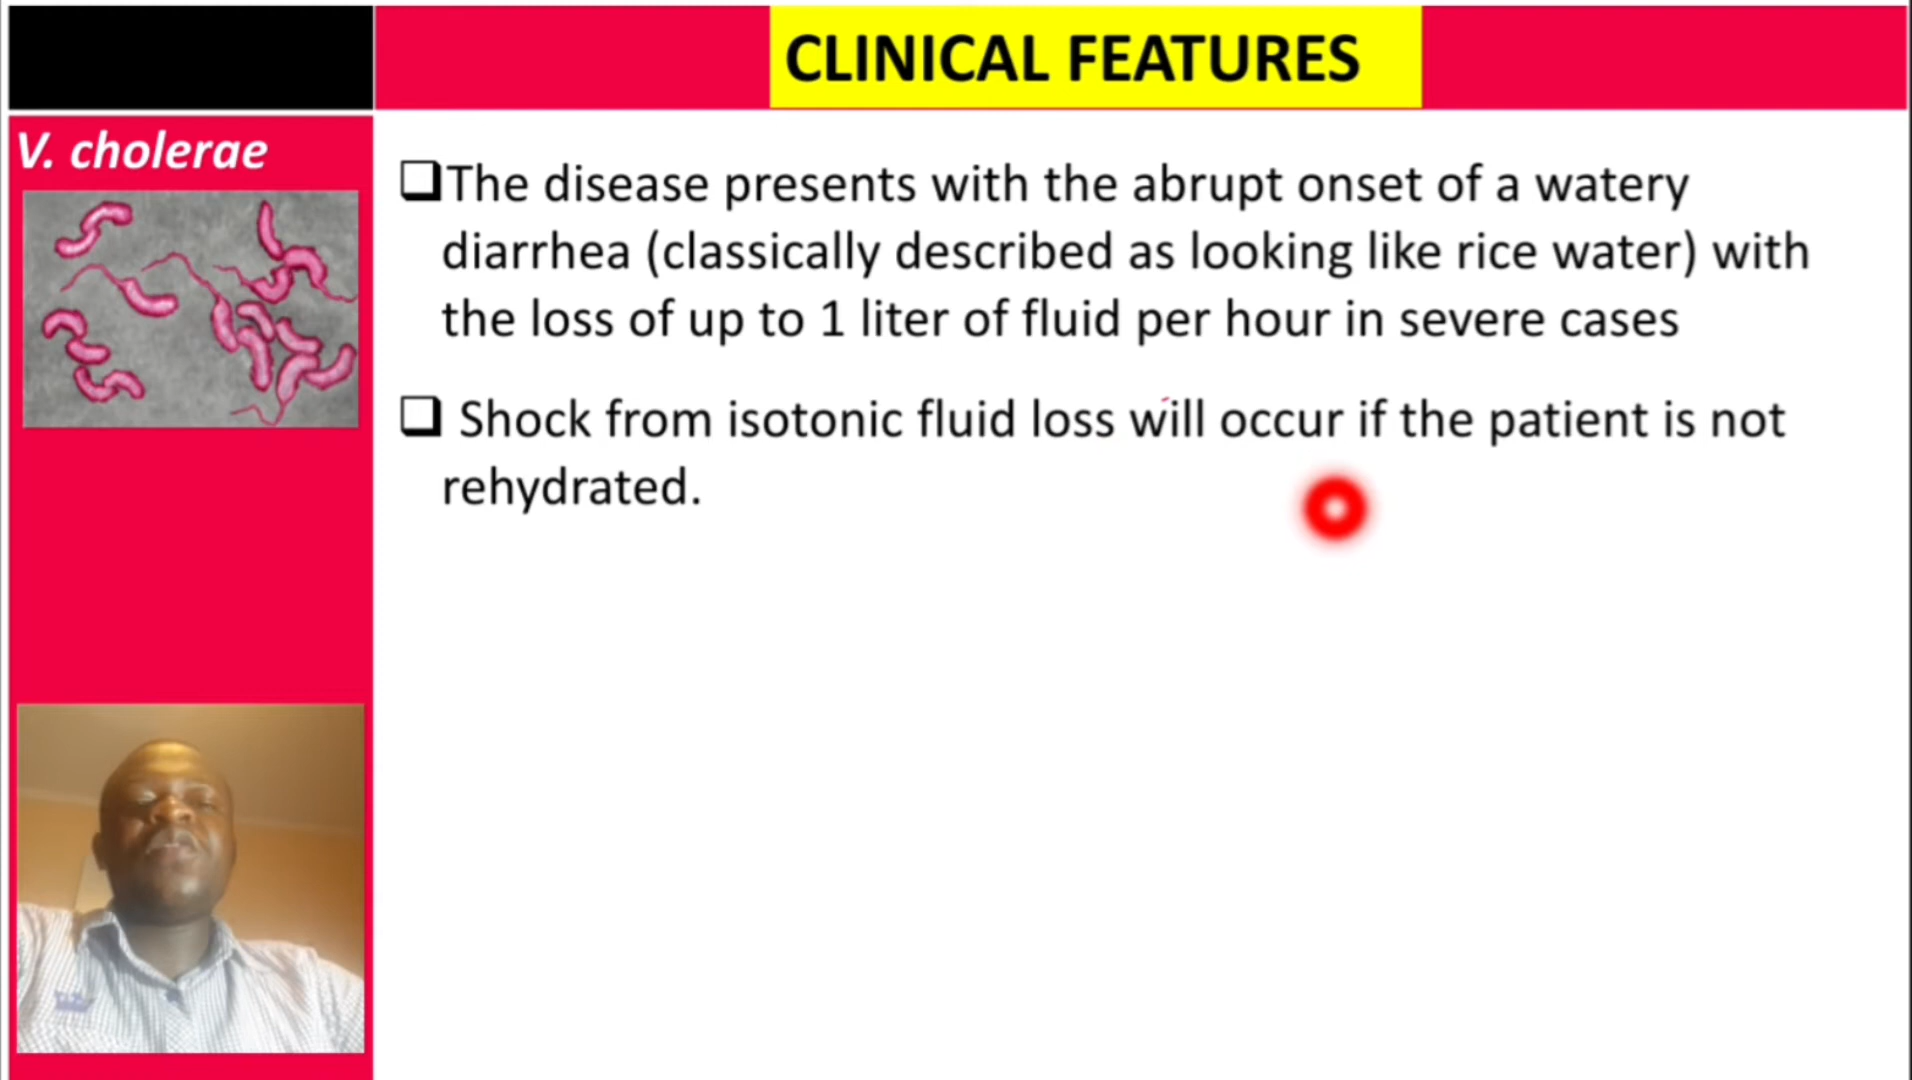 CLINICAL FEATURES
V. cholerae
❑The disease presents with the abrupt onset of a watery
diarrhea (classically described as looking like rice water) with
the loss of up to 1 liter of fluid per hour in severe cases
❑ Shock from isotonic fluid loss will occur if the patient is not
rehydrated.